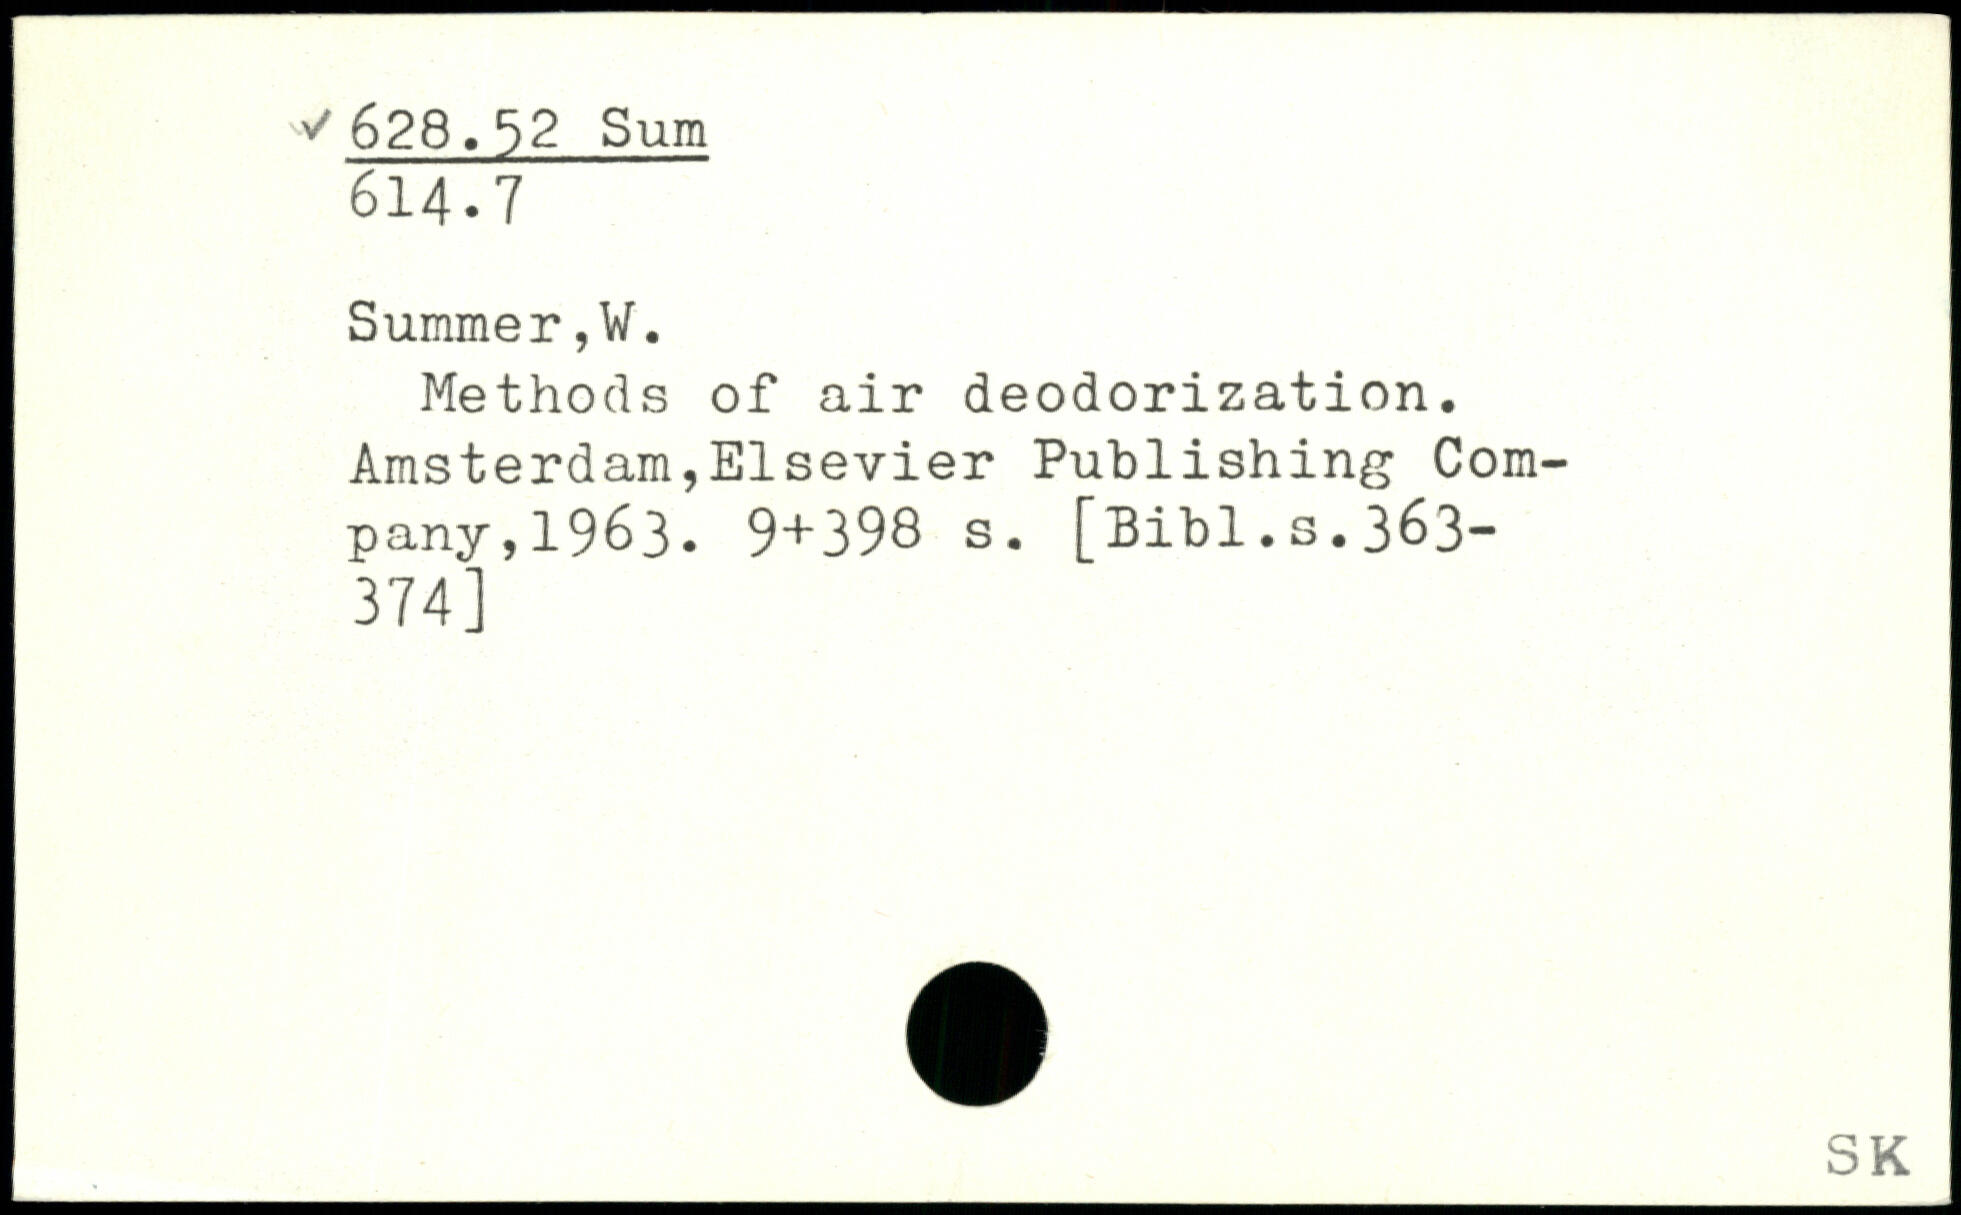 ✓ 628.52 Sum
614.7
Summer,W.
Methods of air deodorization.
Amsterdam,Elsevier Publishing Com-
pany,1963. 9+398 s. [Bibl.s.363-
374]
SK